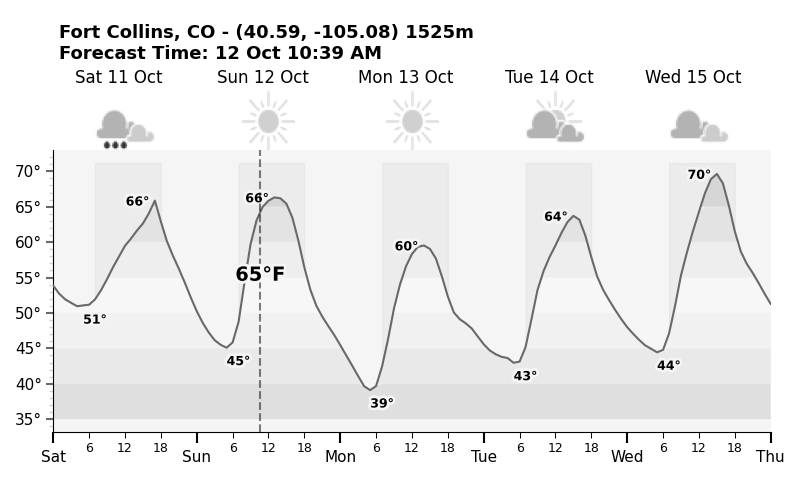 Fort Collins, CO - (40.59, -105.08) 1525m
Forecast Time: 12 Oct 10:39 AM
Sat 11 Oct Sun 12 Oct Mon 13 Oct Tue 14 Oct Wed 15 Oct
70°
65°
60°
55°
50°
45°
40°
35°
66° 66° 60° 64° 70°
65°F
51° 45° 39° 43° 44°
6 12 18 6 12 18 6 12 18 6 12 18 6 12 18
Sat Sun Mon Tue Wed Thu